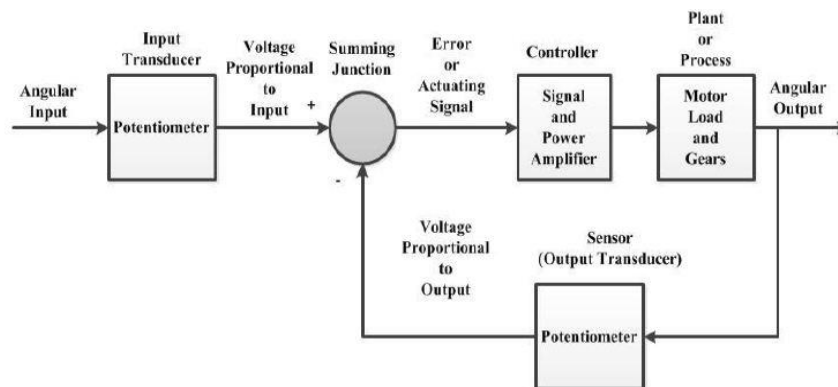 Angular
Input
Input
Transducer
Potentiometer
Voltage
Proportional
to
Input
+
Summing
Junction
-
Error
or
Actuating
Signal
Controller
Signal
and
Power
Amplifier
Plant
or
Process
Motor
Load
and
Gears
Angular
Output
Voltage
Proportional
to
Output
Sensor
(Output Transducer)
Potentiometer